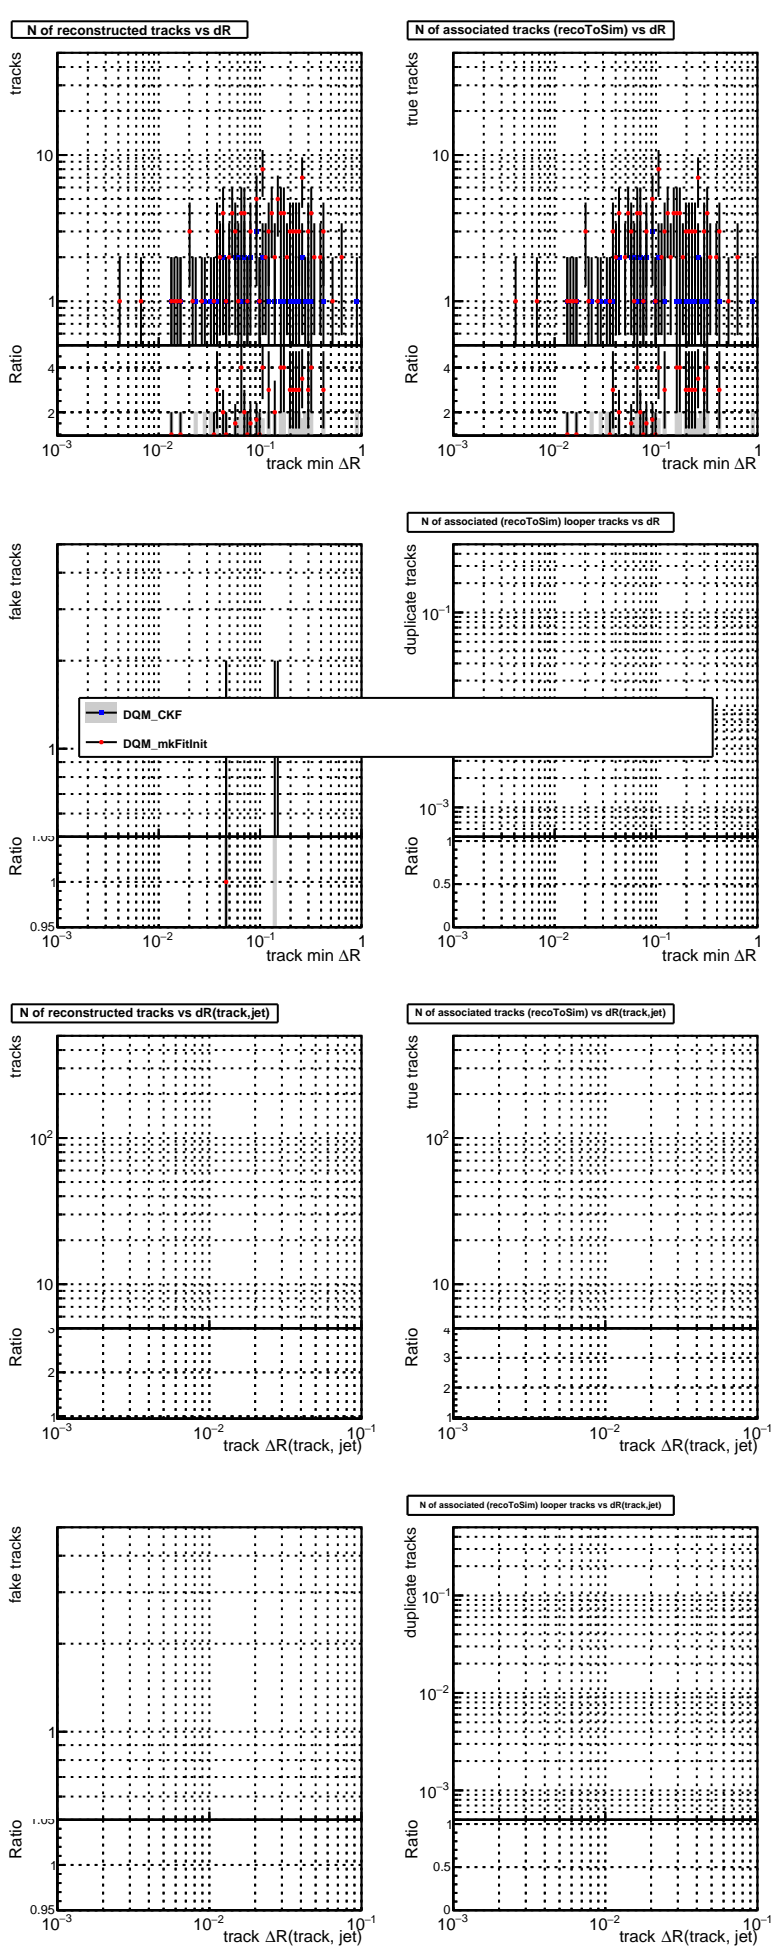 N of reconstructed tracks vs dR
tracks
10
1
Ratio
4
2
10⁻³ 10⁻² 10⁻¹ 1
track min ΔR
N of associated tracks (recoToSim) vs dR
true tracks
10
1
Ratio
4
2
10⁻³ 10⁻² 10⁻¹ 1
track min ΔR
fake tracks
1
1.05
Ratio
1
0.95
10⁻³ 10⁻² 10⁻¹ 1
track min ΔR
N of associated (recoToSim) looper tracks vs dR
duplicate tracks
10⁻¹
10⁻³
Ratio
1
0.5
0
10⁻³ 10⁻² 10⁻¹ 1
track min ΔR
DQM_CKF
DQM_mkFitInit
N of reconstructed tracks vs dR(track,jet)
tracks
10²
10
Ratio
3
2
1
10⁻³ 10⁻² 10⁻¹
track ΔR(track, jet)
N of associated tracks (recoToSim) vs dR(track,jet)
true tracks
10²
10
Ratio
4
3
2
1
10⁻³ 10⁻² 10⁻¹
track ΔR(track, jet)
fake tracks
1
1.05
Ratio
1
0.95
10⁻³ 10⁻² 10⁻¹
track ΔR(track, jet)
N of associated (recoToSim) looper tracks vs dR(track,jet)
duplicate tracks
10⁻¹
10⁻²
10⁻³
Ratio
1
0.5
0
10⁻³ 10⁻² 10⁻¹
track ΔR(track, jet)